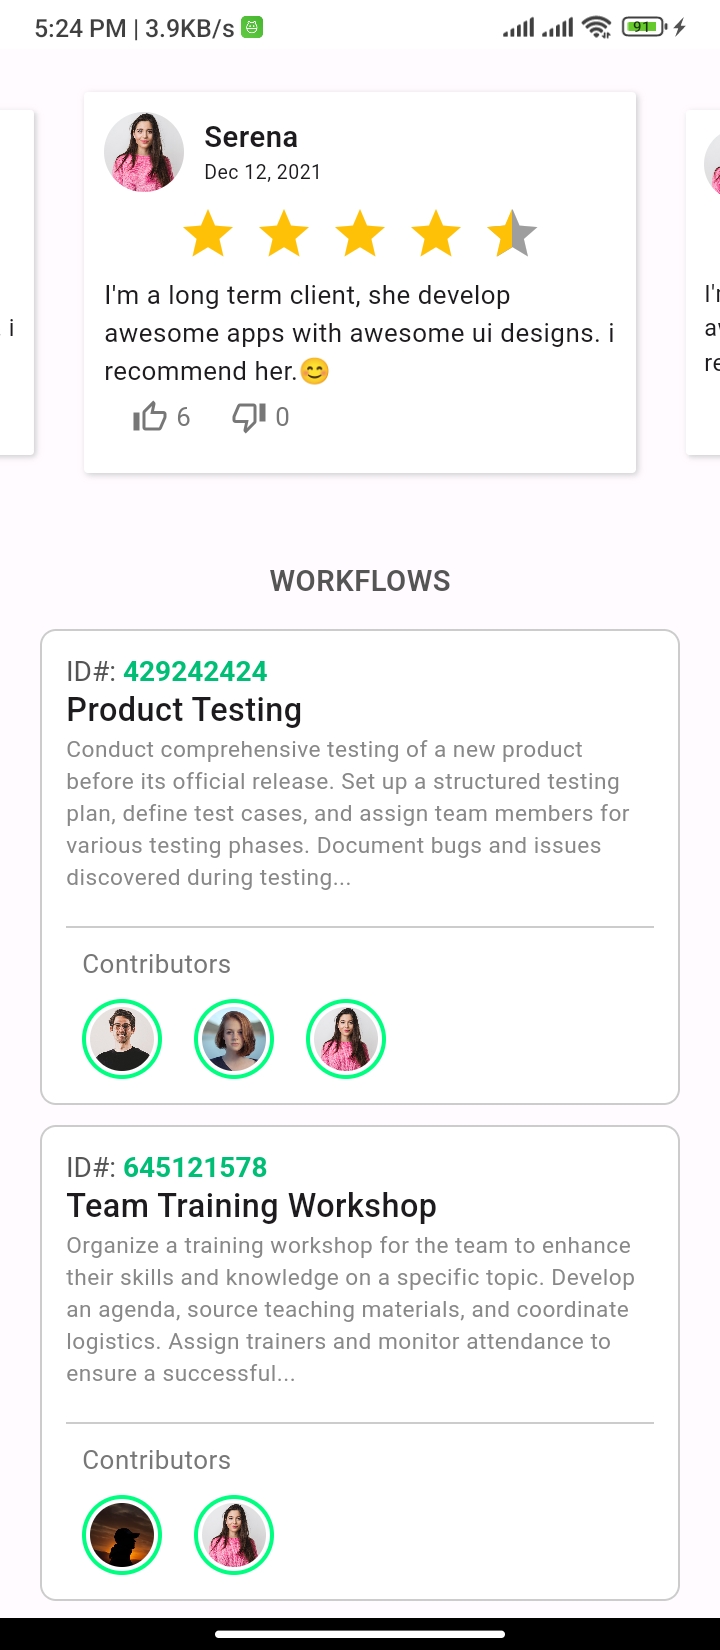 5:24 PM | 3.9KB/s
91
Serena
Dec 12, 2021
I'm a long term client, she develop
awesome apps with awesome ui designs. i
recommend her.😊
6 0
i
I'
a
re
WORKFLOWS
ID#: 429242424
Product Testing
Conduct comprehensive testing of a new product
before its official release. Set up a structured testing
plan, define test cases, and assign team members for
various testing phases. Document bugs and issues
discovered during testing...
Contributors
ID#: 645121578
Team Training Workshop
Organize a training workshop for the team to enhance
their skills and knowledge on a specific topic. Develop
an agenda, source teaching materials, and coordinate
logistics. Assign trainers and monitor attendance to
ensure a successful...
Contributors